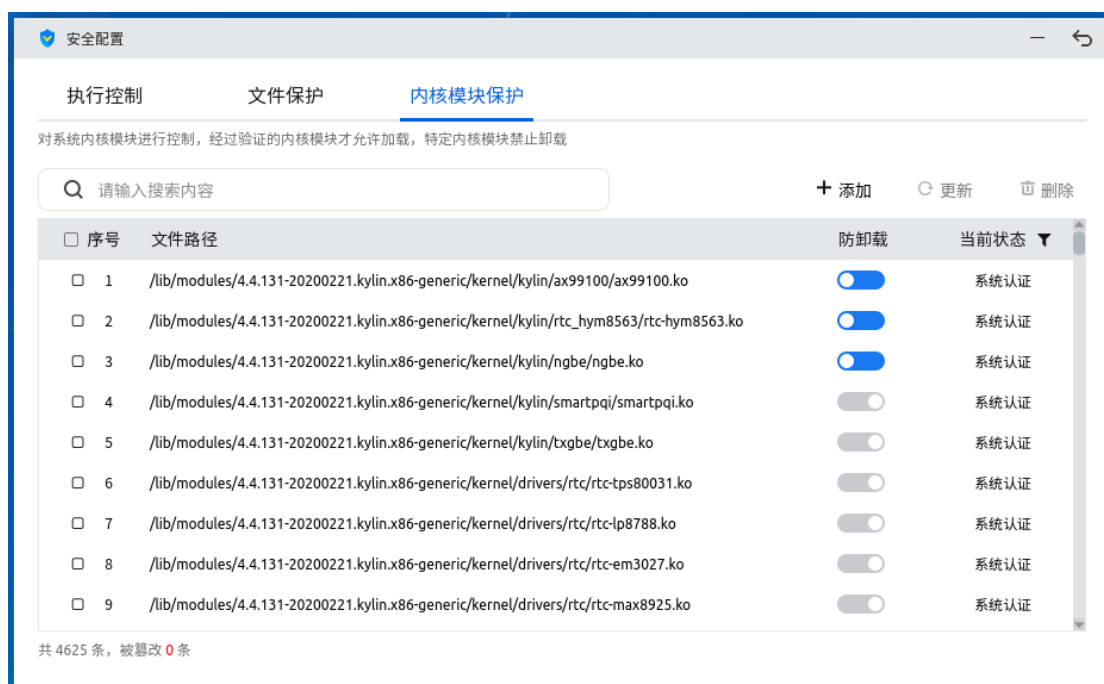 安全配置
执行控制 文件保护 内核模块保护
对系统内核模块进行控制，经过验证的内核模块才允许加载，特定内核模块禁止卸载
请输入搜索内容 添加 更新 删除
序号 文件路径 防卸载 当前状态
1 /lib/modules/4.4.131-20200221.kylin.x86-generic/kernel/kylin/ax99100/ax99100.ko 系统认证
2 /lib/modules/4.4.131-20200221.kylin.x86-generic/kernel/kylin/rtc_hym8563/rtc-hym8563.ko 系统认证
3 /lib/modules/4.4.131-20200221.kylin.x86-generic/kernel/kylin/ngbe/ngbe.ko 系统认证
4 /lib/modules/4.4.131-20200221.kylin.x86-generic/kernel/kylin/smartpqi/smartpqi.ko 系统认证
5 /lib/modules/4.4.131-20200221.kylin.x86-generic/kernel/kylin/txgbe/txgbe.ko 系统认证
6 /lib/modules/4.4.131-20200221.kylin.x86-generic/kernel/drivers/rtc/rtc-tps80031.ko 系统认证
7 /lib/modules/4.4.131-20200221.kylin.x86-generic/kernel/drivers/rtc/rtc-lp8788.ko 系统认证
8 /lib/modules/4.4.131-20200221.kylin.x86-generic/kernel/drivers/rtc/rtc-em3027.ko 系统认证
9 /lib/modules/4.4.131-20200221.kylin.x86-generic/kernel/drivers/rtc/rtc-max8925.ko 系统认证
共 4625 条，被篡改 0 条